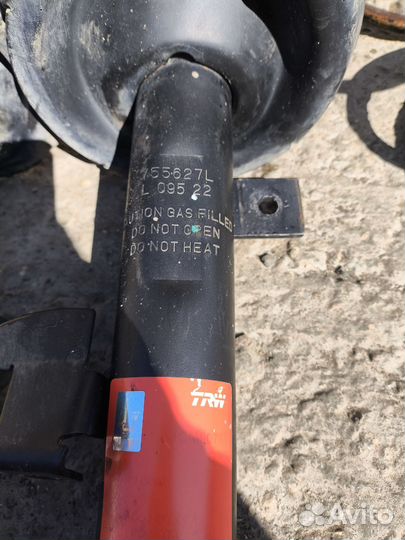 755627L
L 095 22
UTION GAS FILLED
DO NOT OPEN
DO NOT HEAT
TRW
Avito